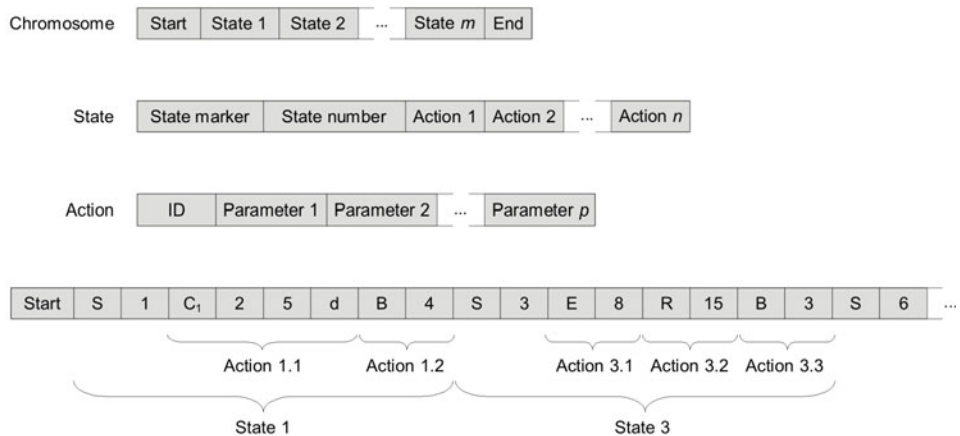 Chromosome Start State 1 State 2 ... State m End
State State marker State number Action 1 Action 2 ... Action n
Action ID Parameter 1 Parameter 2 ... Parameter p
Start S 1 C₁ 2 5 d B 4 S 3 E 8 R 15 B 3 S 6 ...
Action 1.1 Action 1.2 Action 3.1 Action 3.2 Action 3.3
State 1 State 3